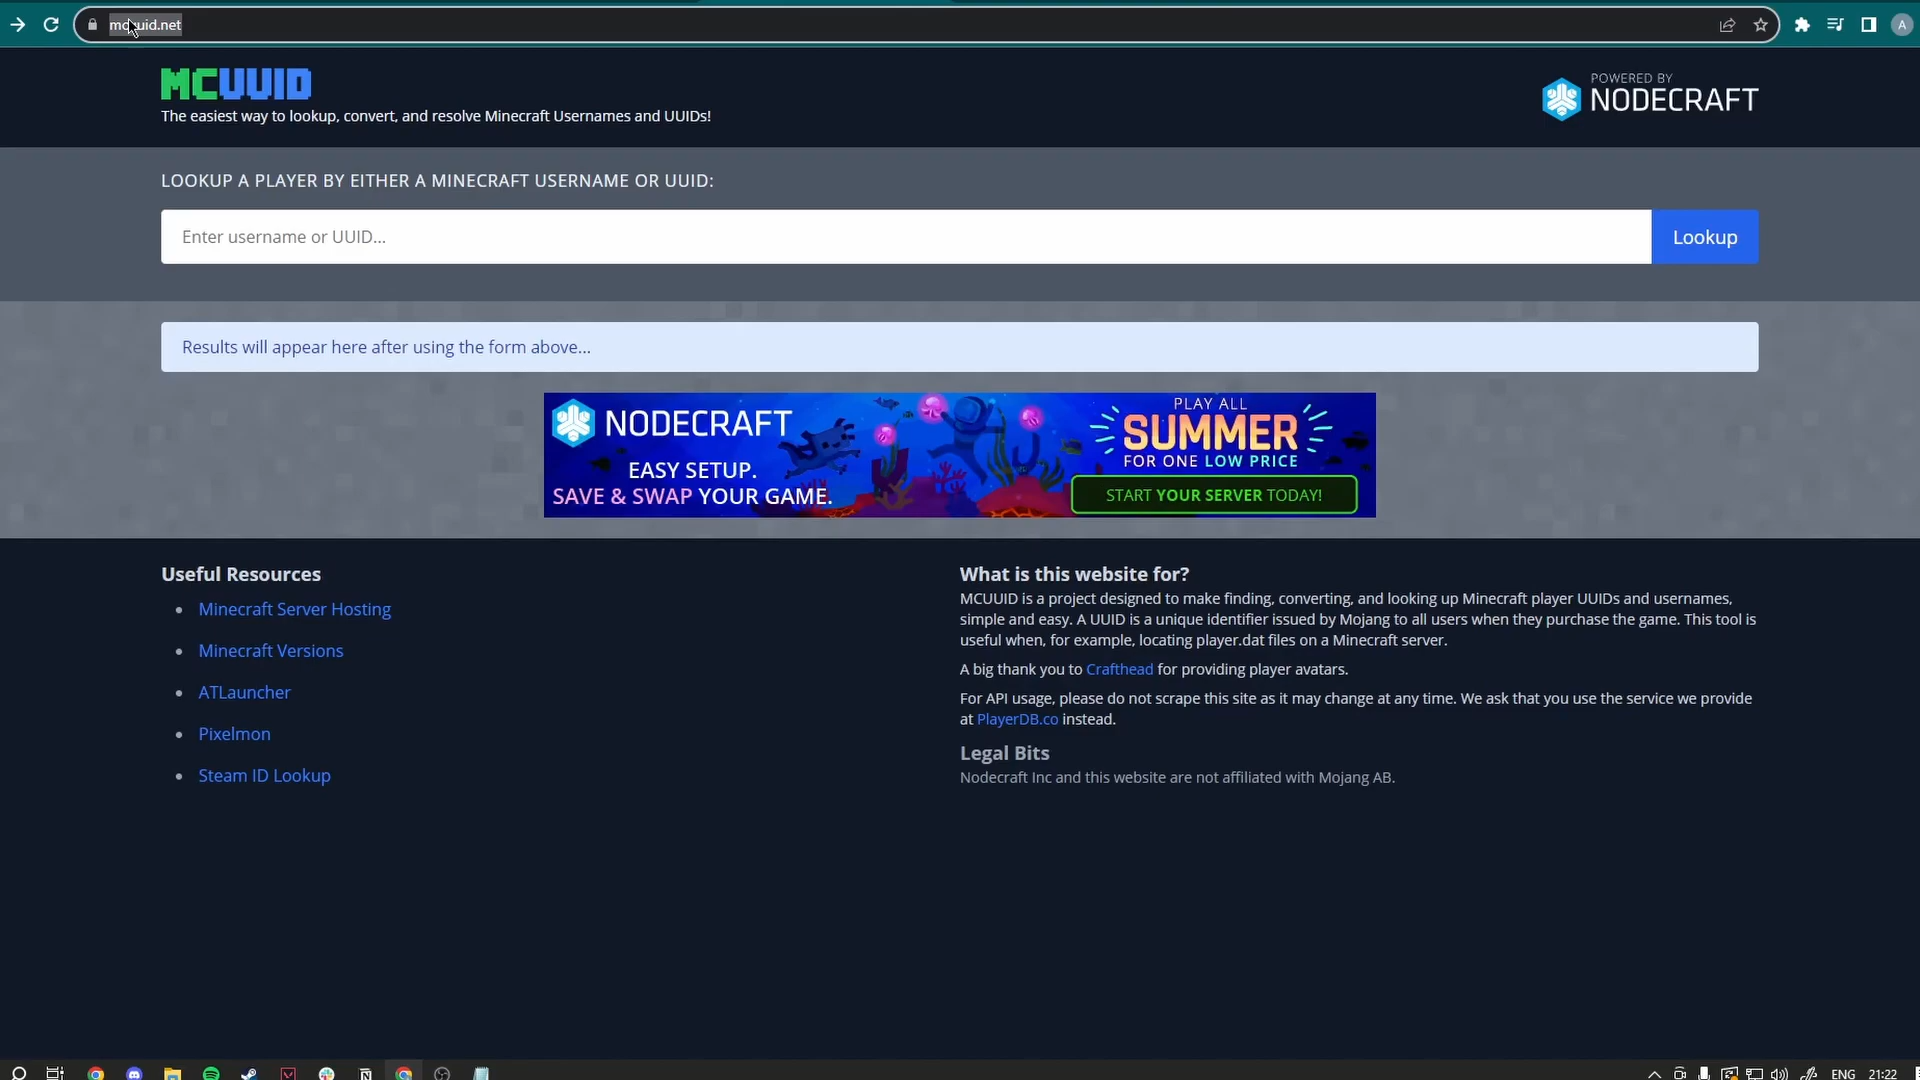 mcuuid.net
A
MCUUID
The easiest way to lookup, convert, and resolve Minecraft Usernames and UUIDs!
POWERED BY
NODECRAFT
LOOKUP A PLAYER BY EITHER A MINECRAFT USERNAME OR UUID:
Enter username or UUID...
Lookup
Results will appear here after using the form above...
NODECRAFT
EASY SETUP.
SAVE & SWAP YOUR GAME.
PLAY ALL
SUMMER
FOR ONE LOW PRICE
START YOUR SERVER TODAY!
Useful Resources
Minecraft Server Hosting
Minecraft Versions
ATLauncher
Pixelmon
Steam ID Lookup
What is this website for?
MCUUID is a project designed to make finding, converting, and looking up Minecraft player UUIDs and usernames,
simple and easy. A UUID is a unique identifier issued by Mojang to all users when they purchase the game. This tool is
useful when, for example, locating player.dat files on a Minecraft server.
A big thank you to Crafthead for providing player avatars.
For API usage, please do not scrape this site as it may change at any time. We ask that you use the service we provide
at PlayerDB.co instead.
Legal Bits
Nodecraft Inc and this website are not affiliated with Mojang AB.
ENG
21:22